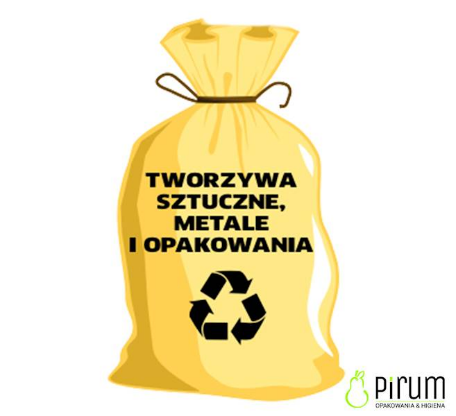 TWORZYWA
SZTUCZNE,
METALE
I OPAKOWANIA
Pirum
OPAKOWANIA & HIGIENA